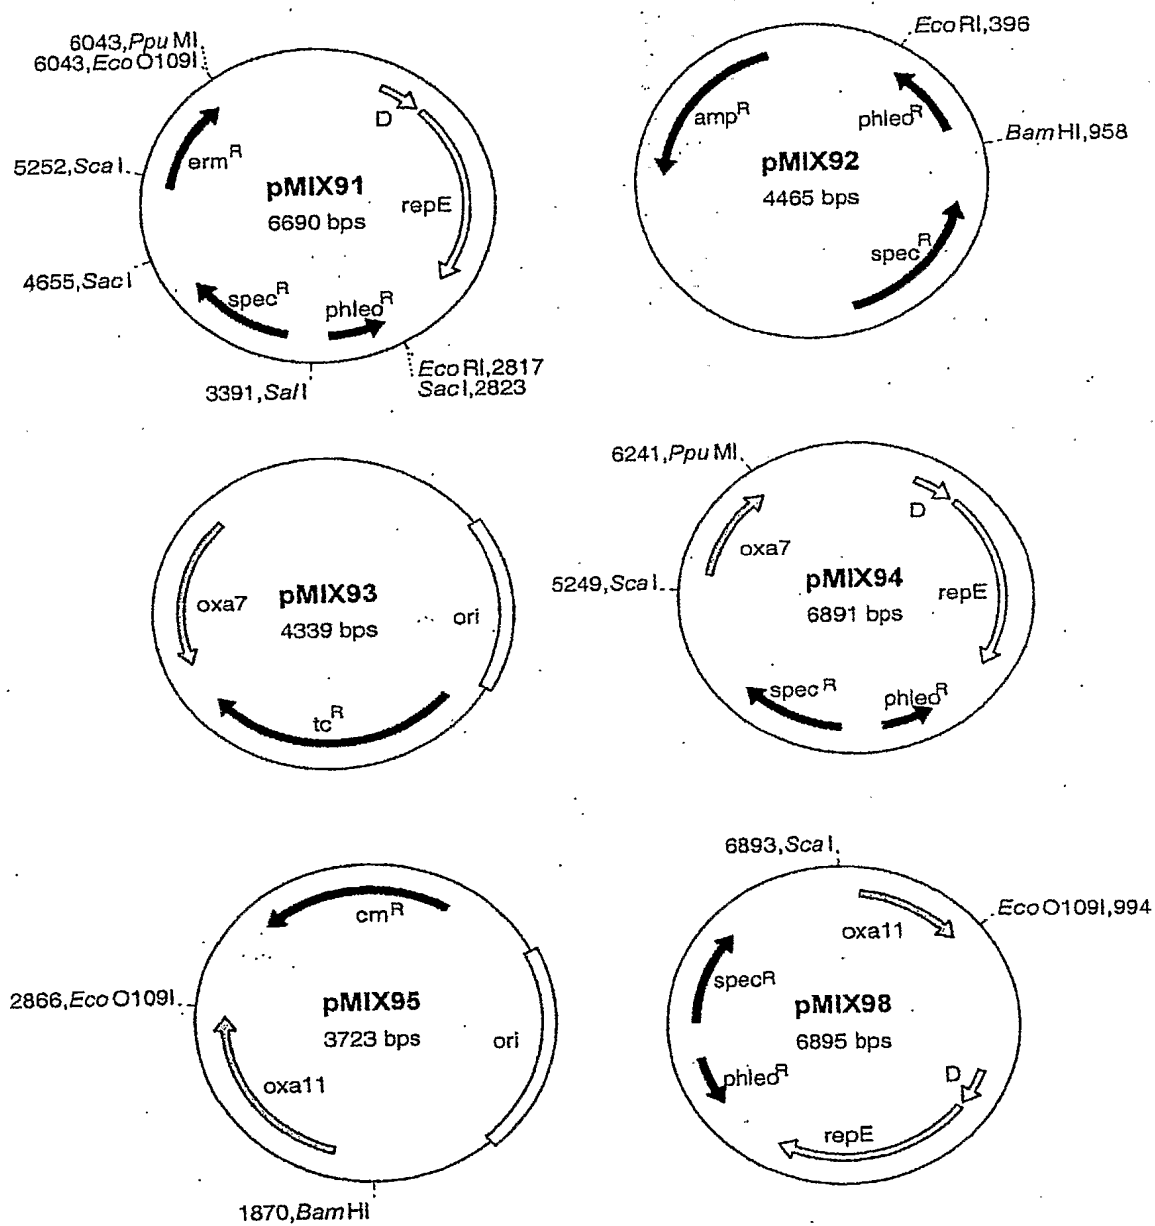 6043,PpuMI
6043,EcoO109I
5252,ScaI
4655,SacI
3391,SalI
EcoRI,2817
SacI,2823
ermR
D
repE
specR
phleoR
pMIX91
6690 bps
EcoRI,396
BamHI,958
ampR
phleoR
specR
pMIX92
4465 bps
oxa7
pMIX93
4339 bps
ori
tcR
6241,PpuMI
5249,ScaI
D
oxa7
pMIX94
6891 bps
repE
specR
phleoR
cmR
2866,EcoO109I
pMIX95
3723 bps
ori
oxa11
1870,BamHI
6893,ScaI
EcoO109I,994
oxa11
specR
pMIX98
6895 bps
phleoR
D
repE